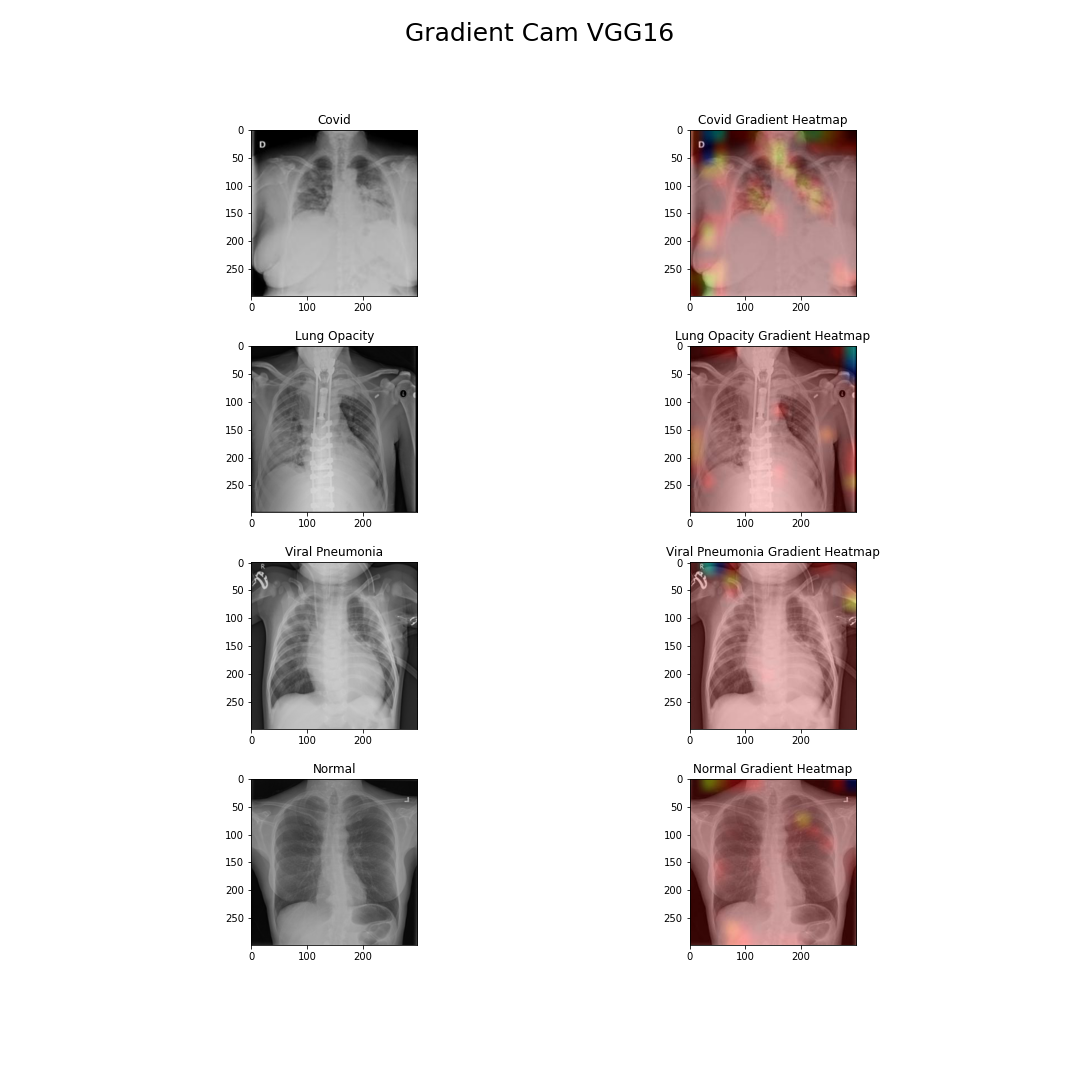 Gradient Cam VGG16
Covid
Covid Gradient Heatmap
0
50
100
150
200
250
0 100 200
D
0
50
100
150
200
250
0 100 200
D
Lung Opacity
Lung Opacity Gradient Heatmap
0
50
100
150
200
250
0 100 200
0
50
100
150
200
250
0 100 200
Viral Pneumonia
Viral Pneumonia Gradient Heatmap
0
50
100
150
200
250
0 100 200
R
0
50
100
150
200
250
0 100 200
R
Normal
Normal Gradient Heatmap
0
50
100
150
200
250
0 100 200
0
50
100
150
200
250
0 100 200